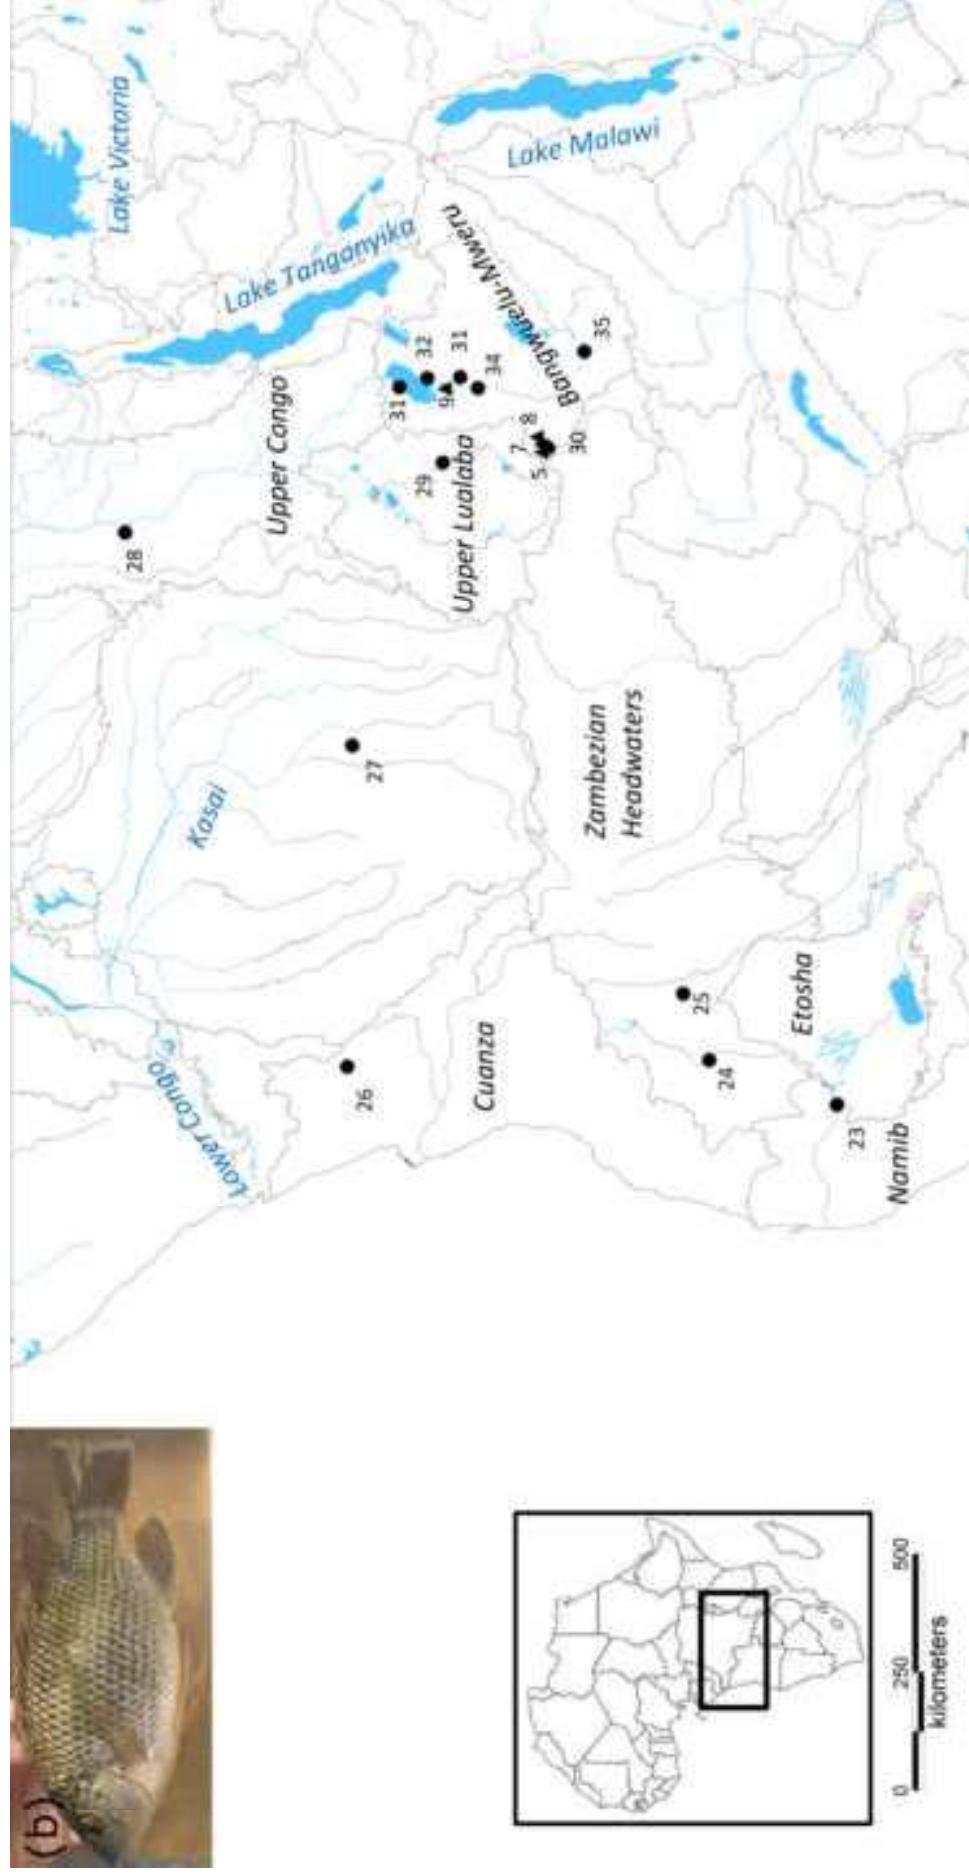 (b)
Lake Victoria
Lake Tanganyika
Lake Malawi
Upper Congo
Kasai
Lower Congo
28
27
26
31
32
9
31
34
29
Upper Lualaba
Bangwuelu-Mweru
35
7
8
5
30
Cuanza
Zambezian
Headwaters
25
24
Etosha
23
Namib
0
250
500
kilometers